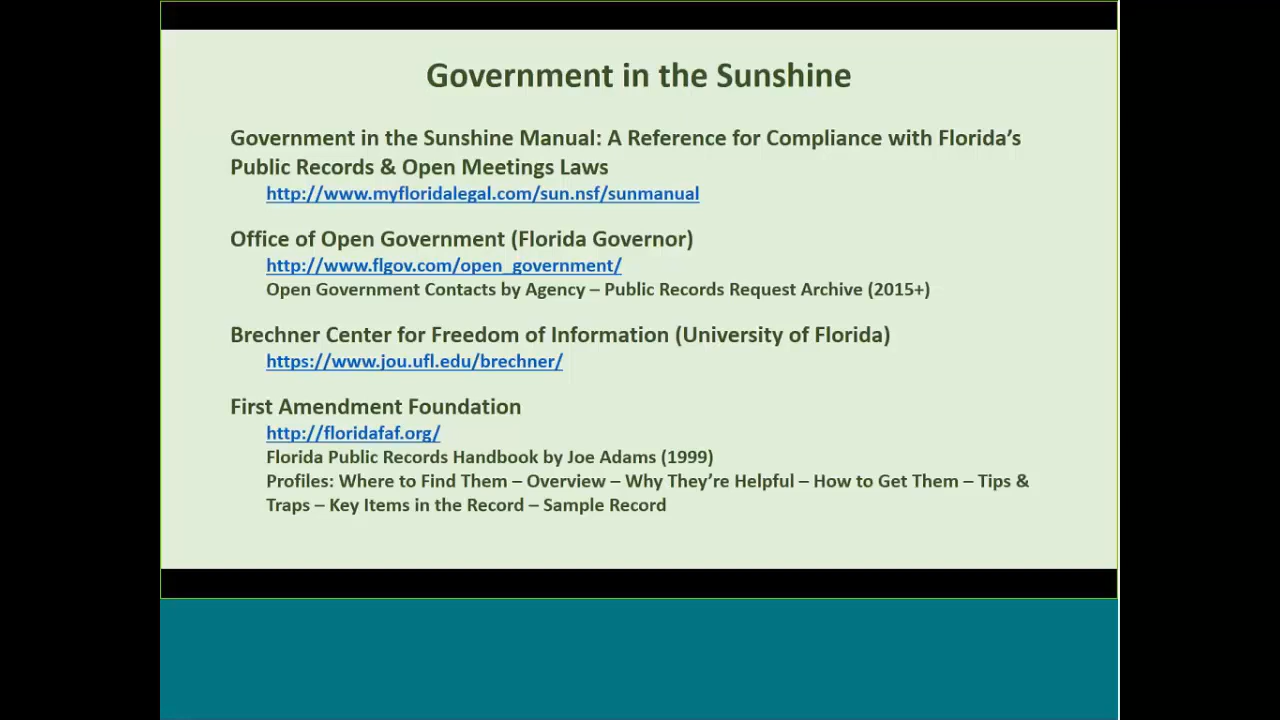 Government in the Sunshine
Government in the Sunshine Manual: A Reference for Compliance with Florida’s
Public Records & Open Meetings Laws
http://www.myfloridalegal.com/sun.nsf/sunmanual
Office of Open Government (Florida Governor)
http://www.flgov.com/open_government/
Open Government Contacts by Agency – Public Records Request Archive (2015+)
Brechner Center for Freedom of Information (University of Florida)
https://www.jou.ufl.edu/brechner/
First Amendment Foundation
http://floridafaf.org/
Florida Public Records Handbook by Joe Adams (1999)
Profiles: Where to Find Them – Overview – Why They’re Helpful – How to Get Them – Tips &
Traps – Key Items in the Record – Sample Record